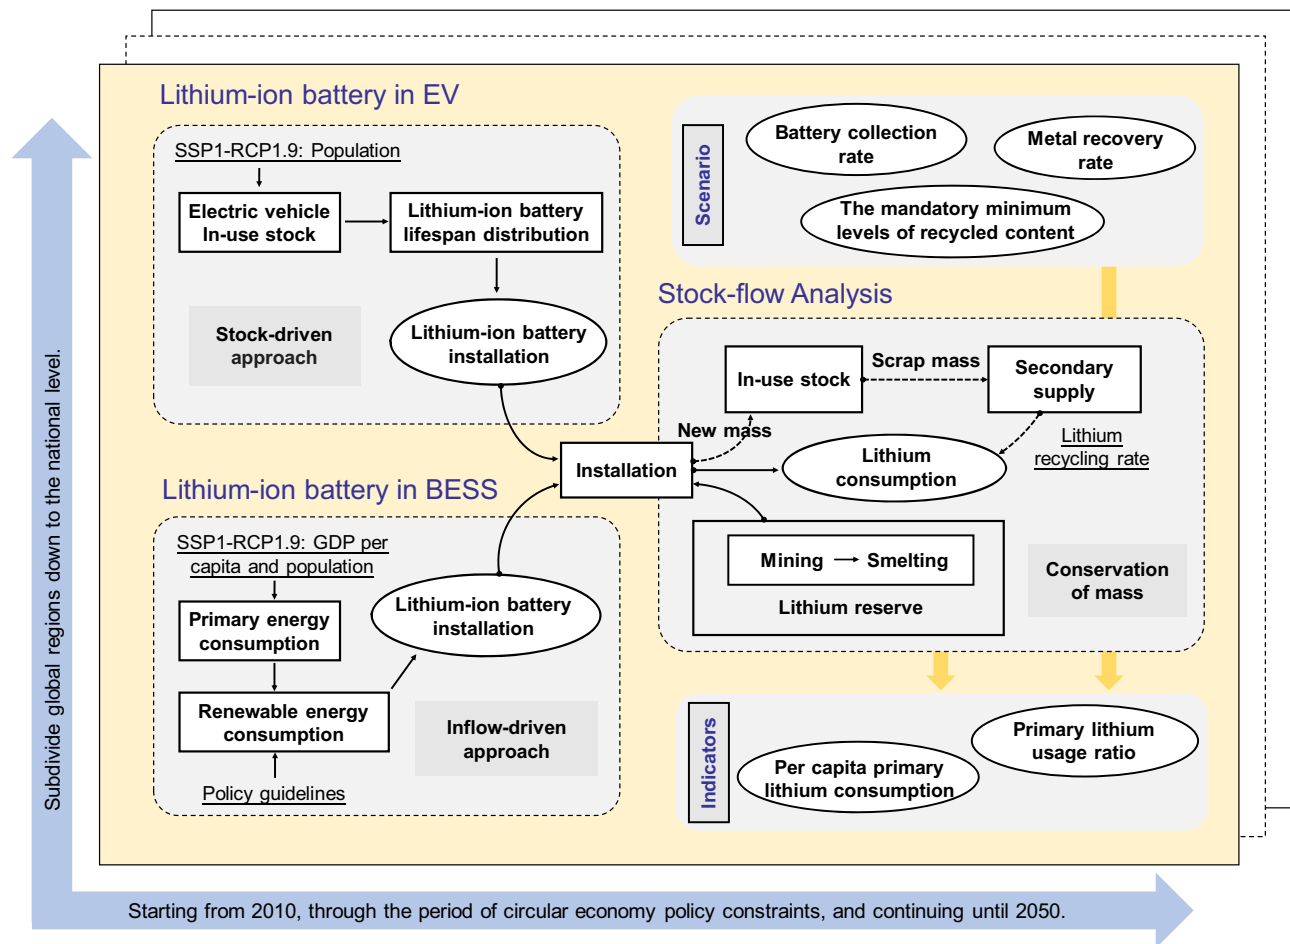 Subdivide global regions down to the national level.
Lithium-ion battery in EV
SSP1-RCP1.9: Population
Electric vehicle
In-use stock
Lithium-ion battery
lifespan distribution
Stock-driven
approach
Lithium-ion battery
installation
Lithium-ion battery in BESS
SSP1-RCP1.9: GDP per
capita and population
Primary energy
consumption
Renewable energy
consumption
Policy guidelines
Lithium-ion battery
installation
Inflow-driven
approach
Installation
Scenario
Battery collection
rate
Metal recovery
rate
The mandatory minimum
levels of recycled content
Stock-flow Analysis
In-use stock
Scrap mass
Secondary
supply
New mass
Lithium
recycling rate
Lithium
consumption
Mining
Smelting
Lithium reserve
Conservation
of mass
Indicators
Per capita primary
lithium consumption
Primary lithium
usage ratio
Starting from 2010, through the period of circular economy policy constraints, and continuing until 2050.